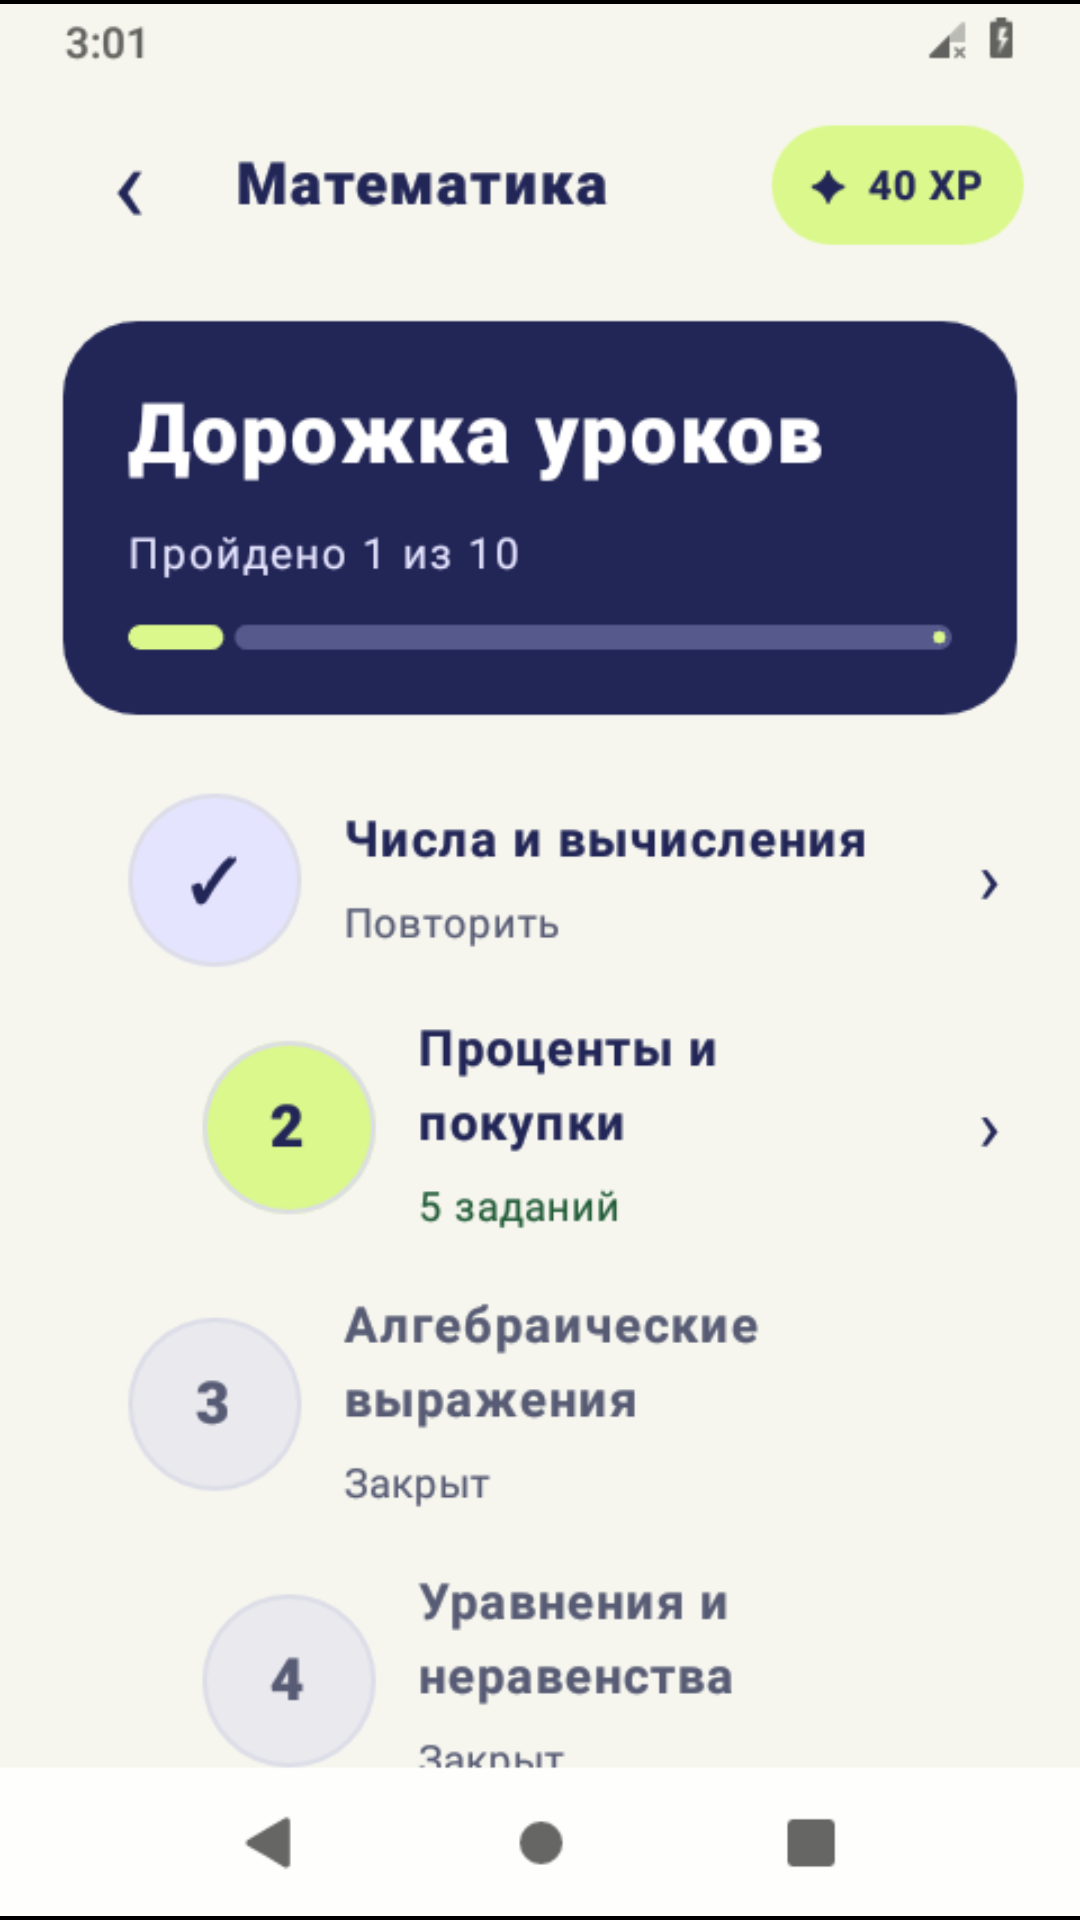 3:01
Математика
40 XP
Дорожка уроков
Пройдено 1 из 10
Числа и вычисления
Повторить
2
Проценты и
покупки
5 заданий
3
Алгебраические
выражения
Закрыт
4
Уравнения и
неравенства
Закрыт